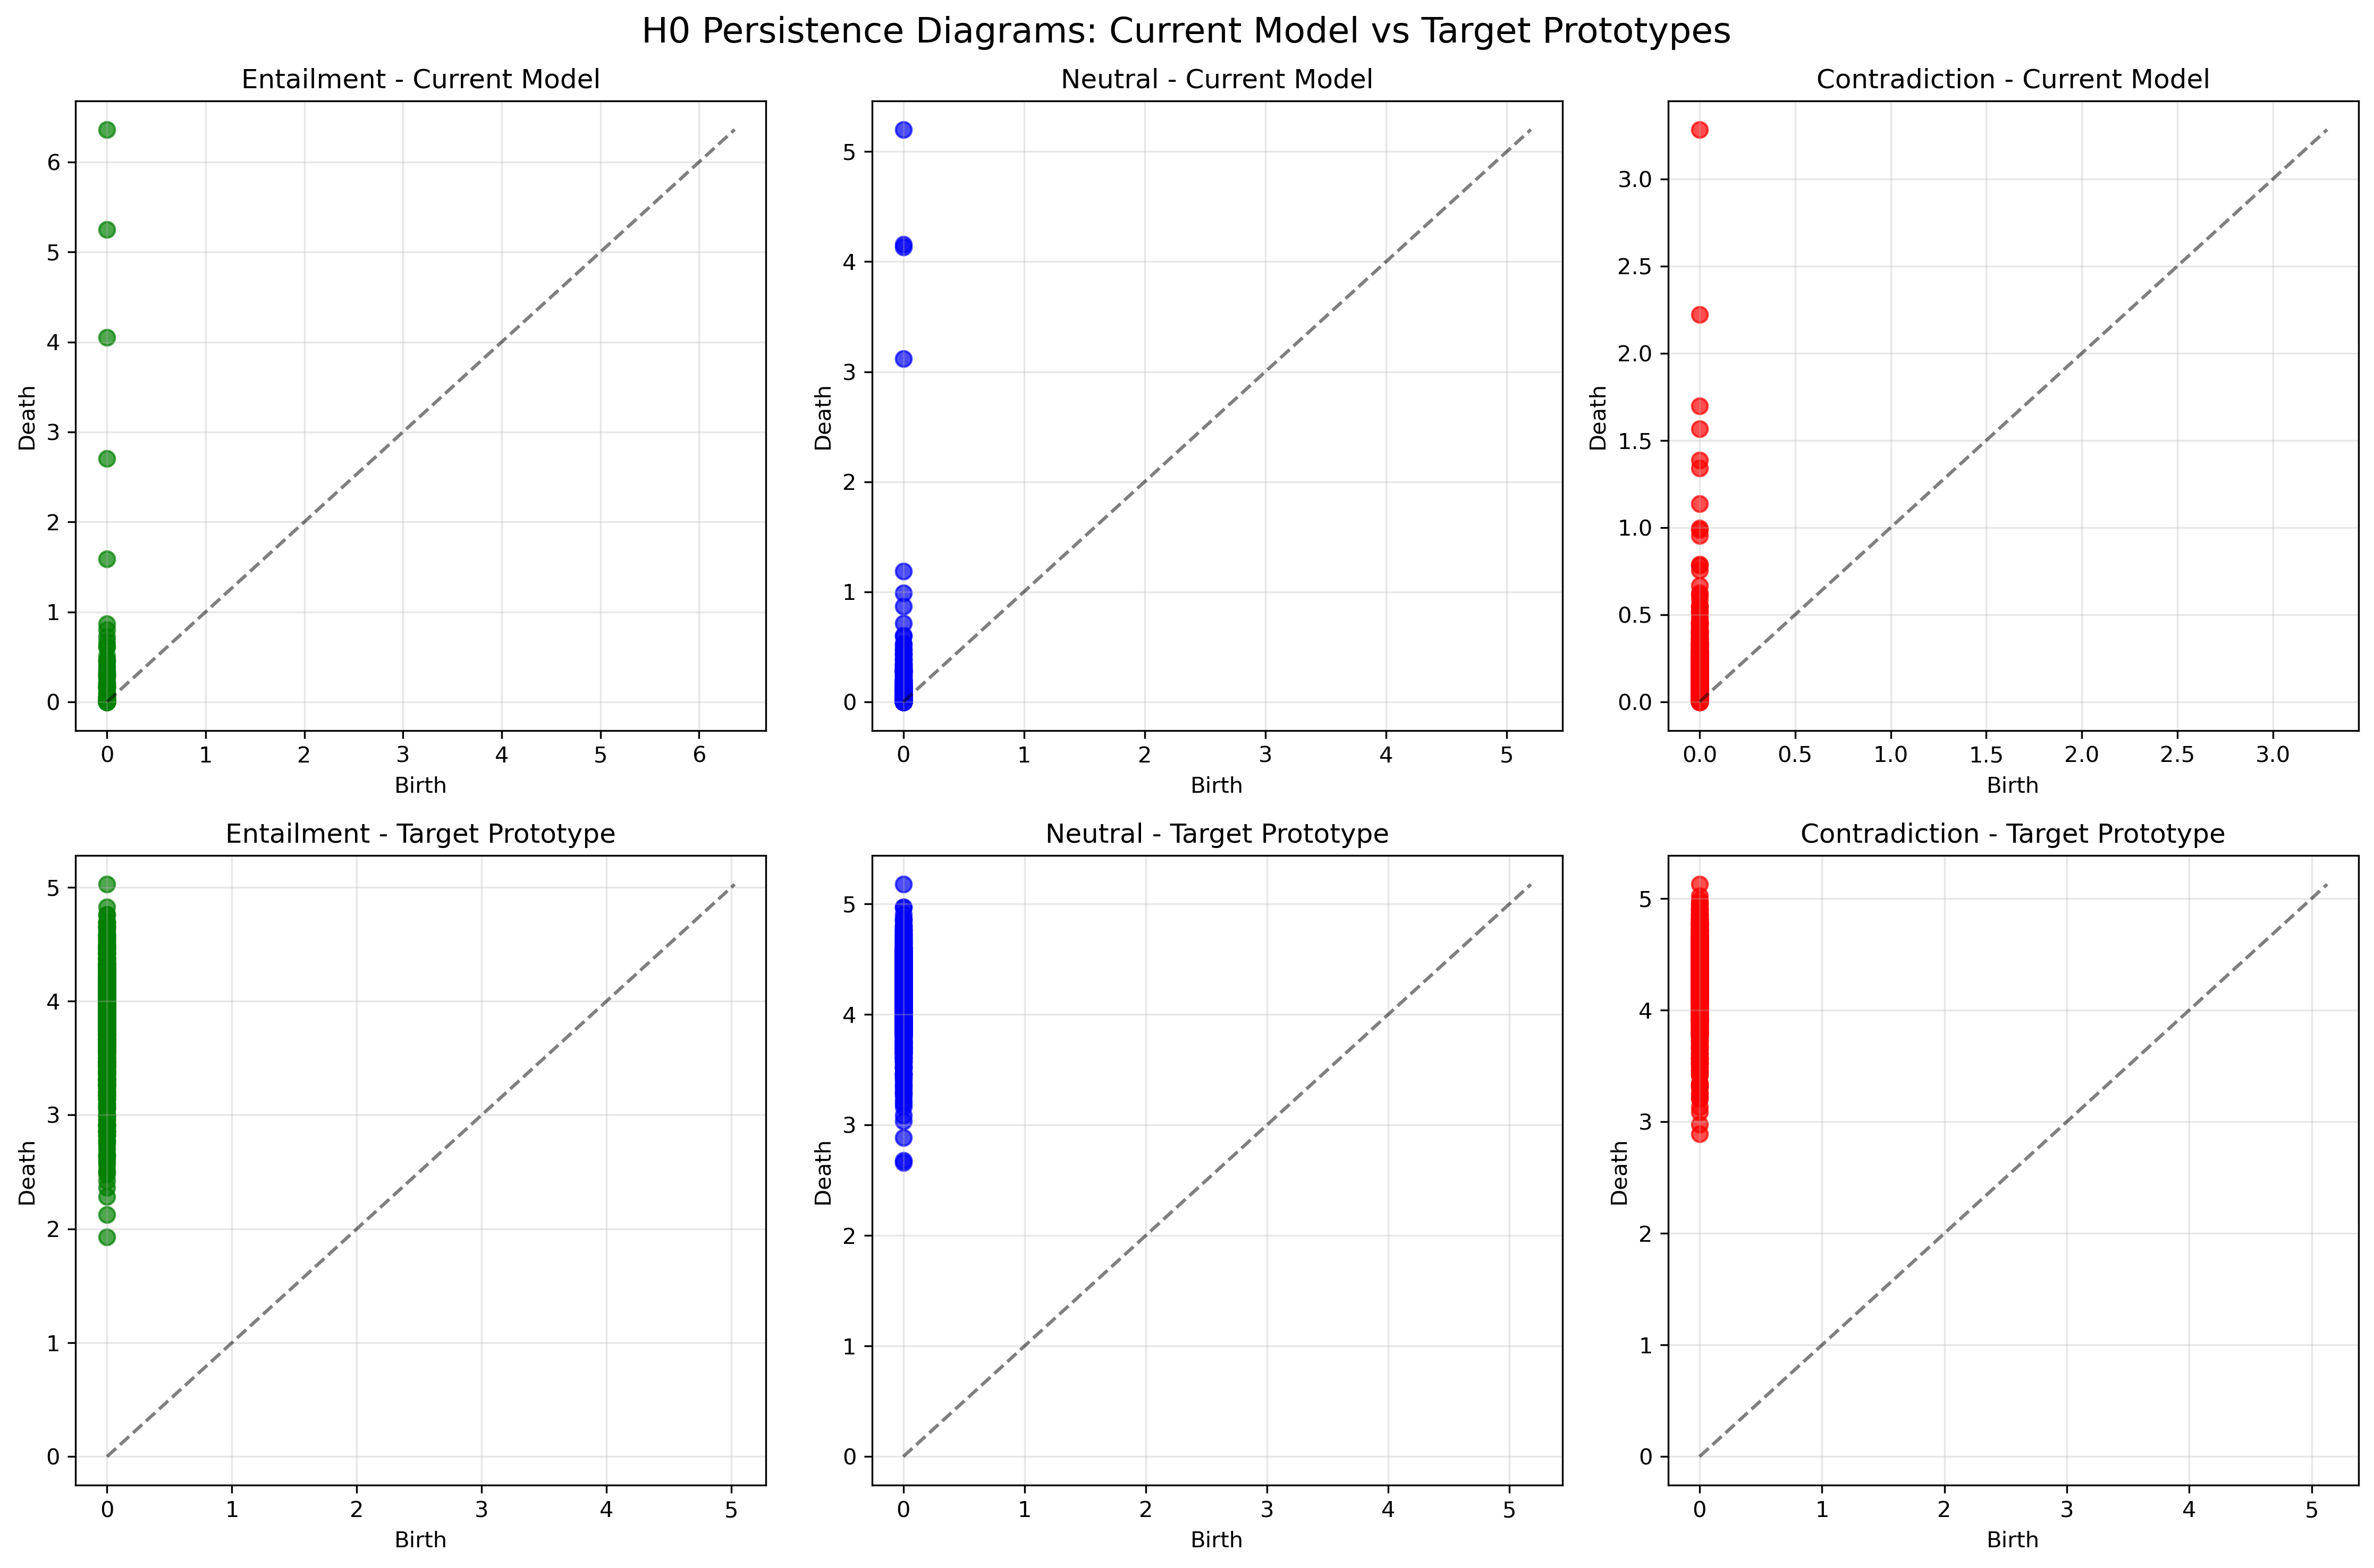 H0 Persistence Diagrams: Current Model vs Target Prototypes
Entailment - Current Model
Death
6
5
4
3
2
1
0
0 1 2 3 4 5 6
Birth
Neutral - Current Model
Death
5
4
3
2
1
0
0 1 2 3 4 5
Birth
Contradiction - Current Model
Death
3.0
2.5
2.0
1.5
1.0
0.5
0.0
0.0 0.5 1.0 1.5 2.0 2.5 3.0
Birth
Entailment - Target Prototype
Death
5
4
3
2
1
0
0 1 2 3 4 5
Birth
Neutral - Target Prototype
Death
5
4
3
2
1
0
0 1 2 3 4 5
Birth
Contradiction - Target Prototype
Death
5
4
3
2
1
0
0 1 2 3 4 5
Birth